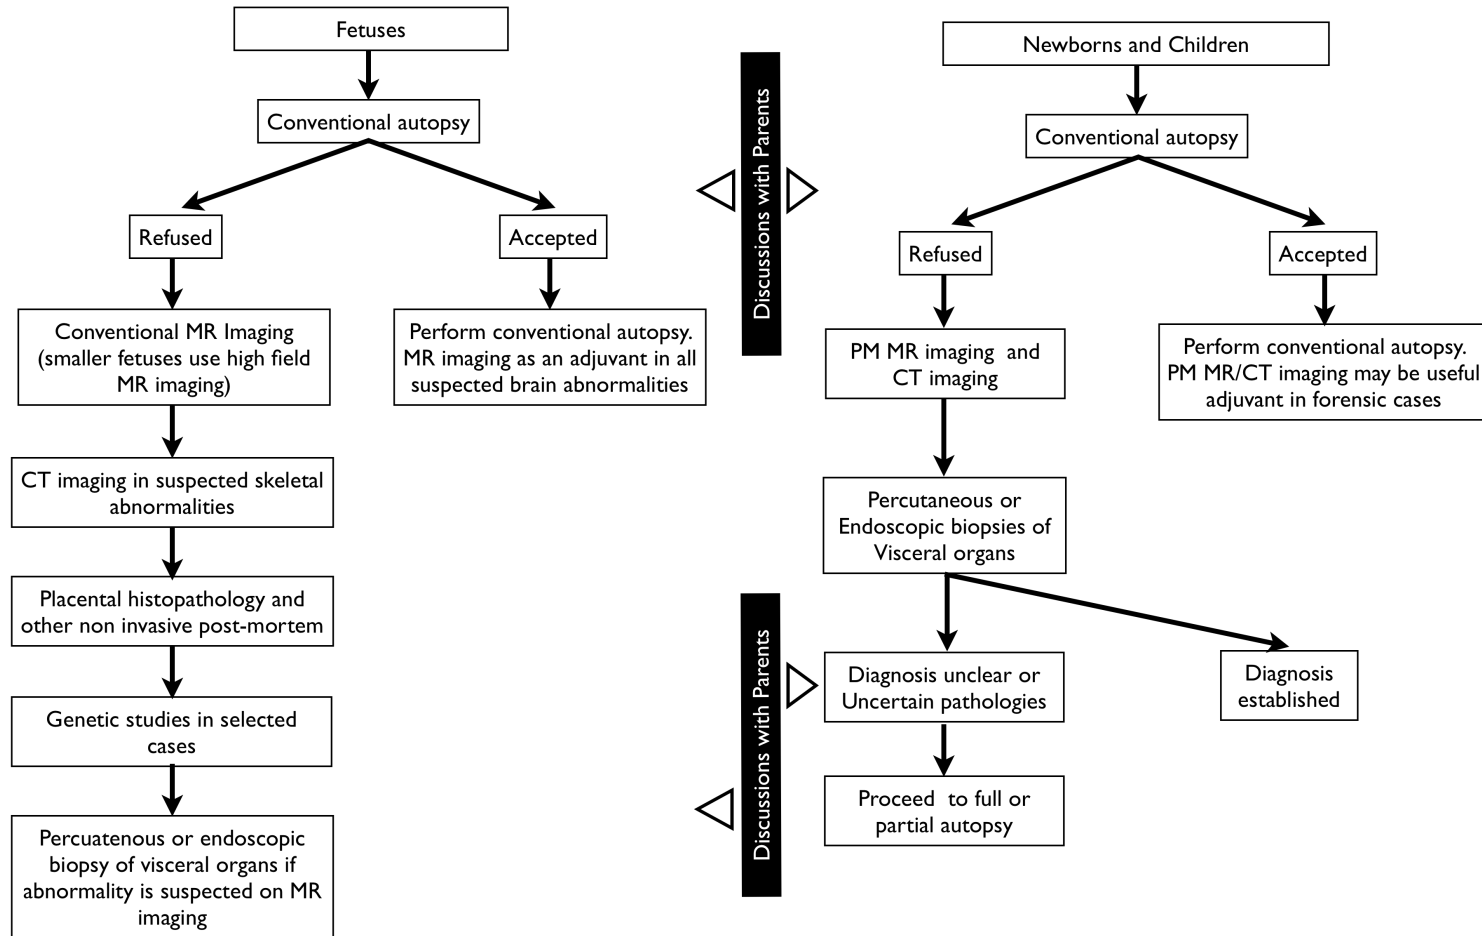 Fetuses
Conventional autopsy
Refused
Accepted
Conventional MR Imaging
(smaller fetuses use high field
MR imaging)
Perform conventional autopsy.
MR imaging as an adjuvant in all
suspected brain abnormalities
CT imaging in suspected skeletal
abnormalities
Placental histopathology and
other non invasive post-mortem
Genetic studies in selected
cases
Percuatenous or endoscopic
biopsy of visceral organs if
abnormality is suspected on MR
imaging
Discussions with Parents
Discussions with Parents
Newborns and Children
Conventional autopsy
Refused
Accepted
PM MR imaging and
CT imaging
Perform conventional autopsy.
PM MR/CT imaging may be useful
adjuvant in forensic cases
Percutaneous or
Endoscopic biopsies of
Visceral organs
Diagnosis unclear or
Uncertain pathologies
Diagnosis
established
Proceed to full or
partial autopsy